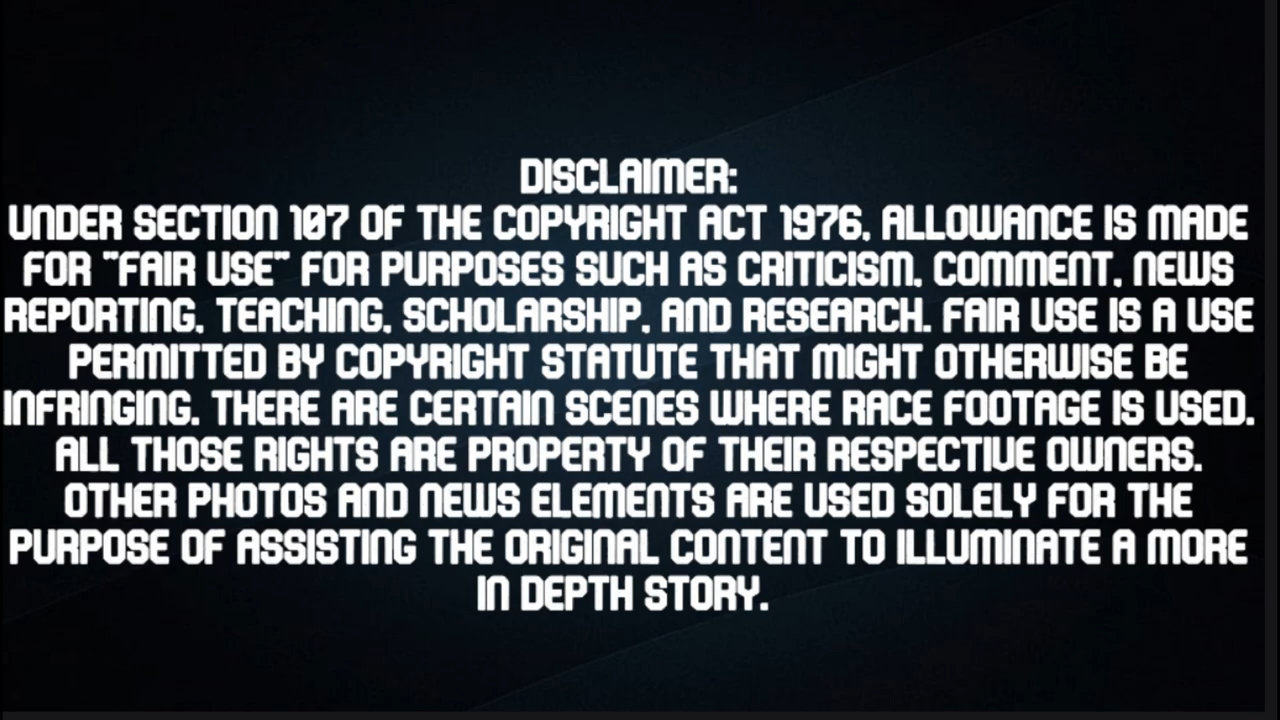 DISCLAIMER:
UNDER SECTION 107 OF THE COPYRIGHT ACT 1976, ALLOWANCE IS MADE
FOR "FAIR USE" FOR PURPOSES SUCH AS CRITICISM, COMMENT, NEWS
REPORTING, TEACHING, SCHOLARSHIP, AND RESEARCH. FAIR USE IS A USE
PERMITTED BY COPYRIGHT STATUTE THAT MIGHT OTHERWISE BE
INFRINGING. THERE ARE CERTAIN SCENES WHERE RACE FOOTAGE IS USED.
ALL THOSE RIGHTS ARE PROPERTY OF THEIR RESPECTIVE OWNERS.
OTHER PHOTOS AND NEWS ELEMENTS ARE USED SOLELY FOR THE
PURPOSE OF ASSISTING THE ORIGINAL CONTENT TO ILLUMINATE A MORE
IN DEPTH STORY.